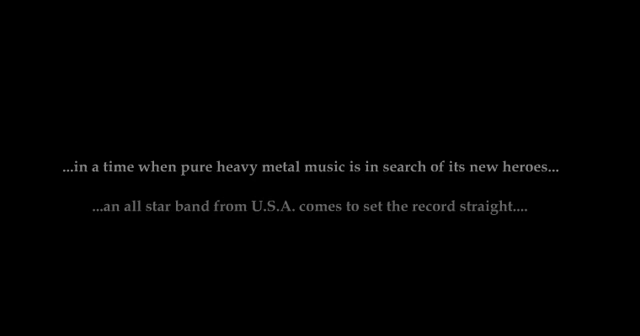 ...in a time when pure heavy metal music is in search of its new heroes...
...an all star band from U.S.A. comes to set the record straight....